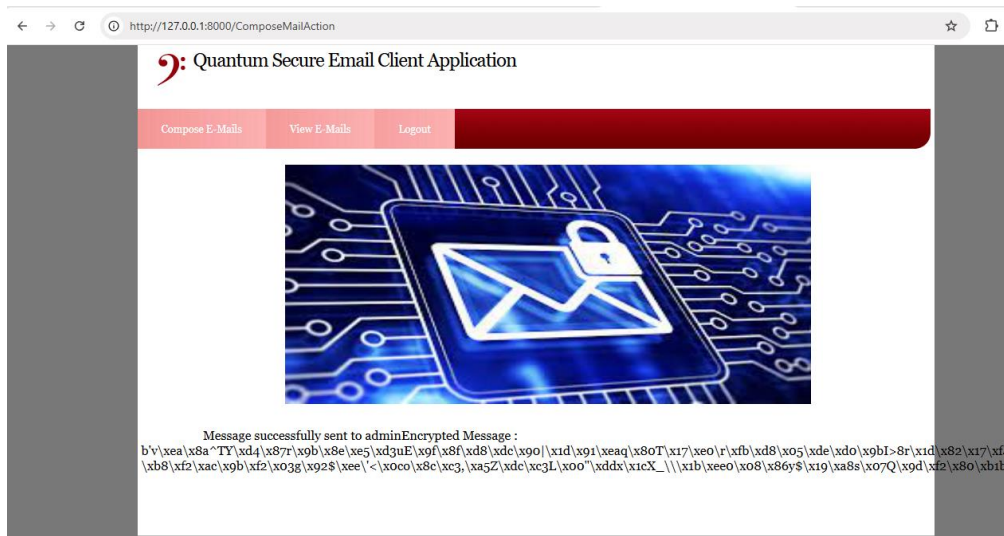 http://127.0.0.1:8000/ComposeMailAction
Quantum Secure Email Client Application
Compose E-Mails
View E-Mails
Logout
Message successfully sent to adminEncrypted Message :
b'v\xea\x8a^TY\xd4\x87r\x9b\x8e\xe5\xd3uE\x9f\x8f\xd8\xdc\x90|\x1d\x91\xeaq\x80T\x17\xe0\r\xfb\xd8\x05\xde\xd0\x9bI>8r\x1d\x82\x17\xfa
\xb8\xf2\xac\x9b\xf2\x03g\x92$\xee\'<\x0co\x8c\xc3,\xa5Z\xdc\xc3L\x00"\xddx\x1cX_\\\x1b\xee0\x08\x86y$\x19\xa8s\x07Q\x9d\xf2\x80\xb1b